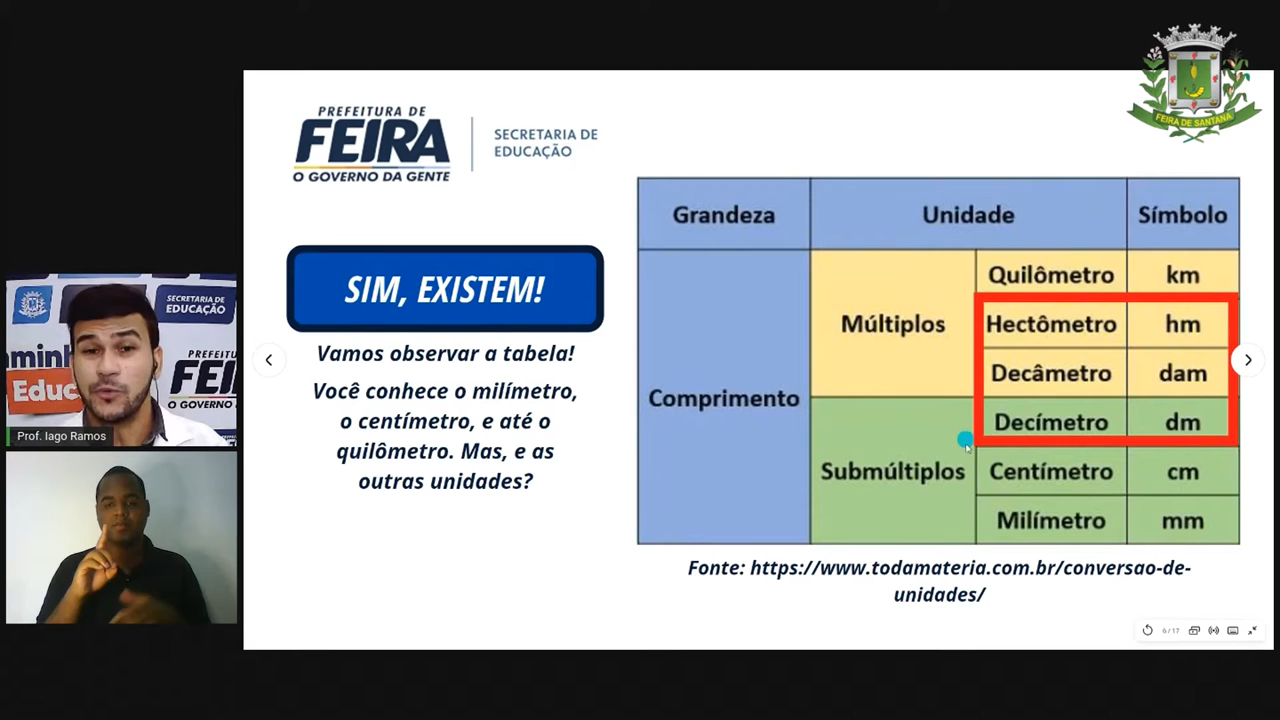 FEIRA DE SANTANA
PREFEITURA DE
FEIRA
O GOVERNO DA GENTE
SECRETARIA DE
EDUCAÇÃO
SIM, EXISTEM!
Vamos observar a tabela!
Você conhece o milímetro,
o centímetro, e até o
quilômetro. Mas, e as
outras unidades?
Grandeza Unidade Símbolo
Comprimento
Múltiplos
Quilômetro km
Hectômetro hm
Decâmetro dam
Submúltiplos
Decímetro dm
Centímetro cm
Milímetro mm
Fonte: https://www.todamateria.com.br/conversao-de-
unidades/
6/17
SECRETARIA DE
EDUCAÇÃO
aminh
Educ
PREFEITU
FE
O GOVERNO D
Prof. Iago Ramos